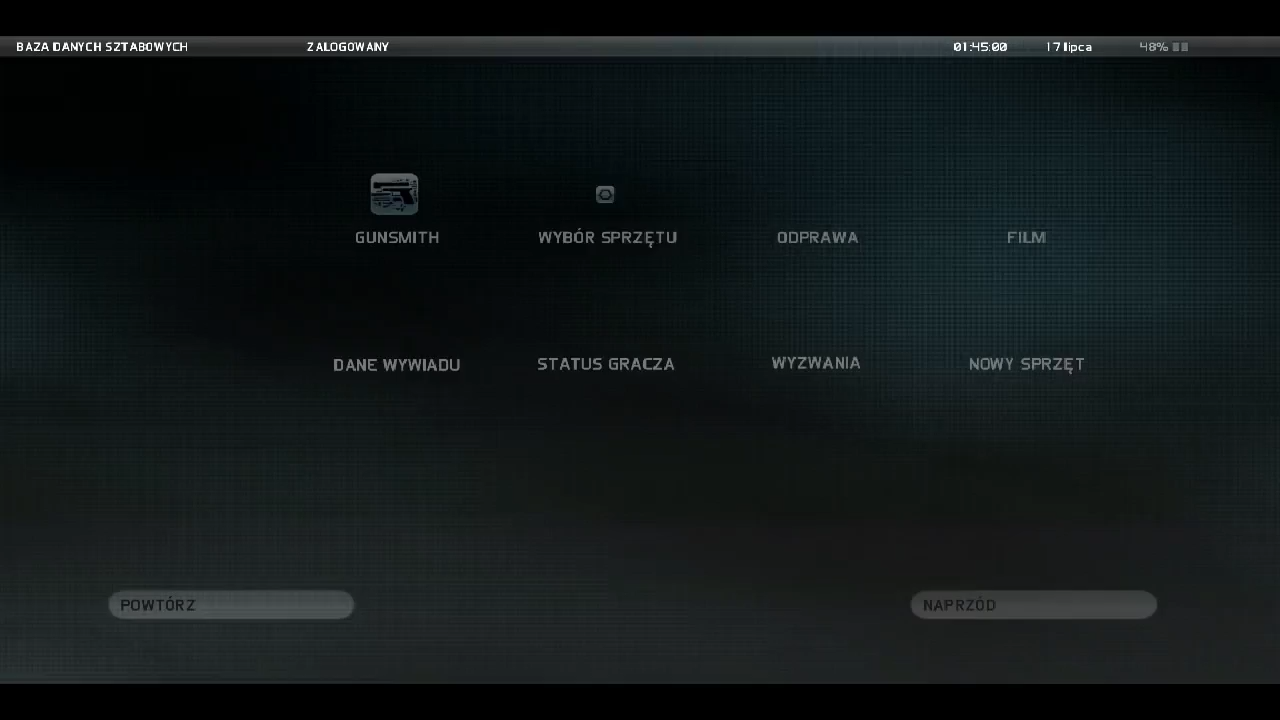 BAZA DANYCH SZTABOWYCH ZALOGOWANY 01:45:00 17 lipca 48%
GUNSMITH WYBÓR SPRZĘTU ODPRAWA FILM
DANE WYWIADU STATUS GRACZA WYZWANIA NOWY SPRZĘT
POWTÓRZ NAPRZÓD